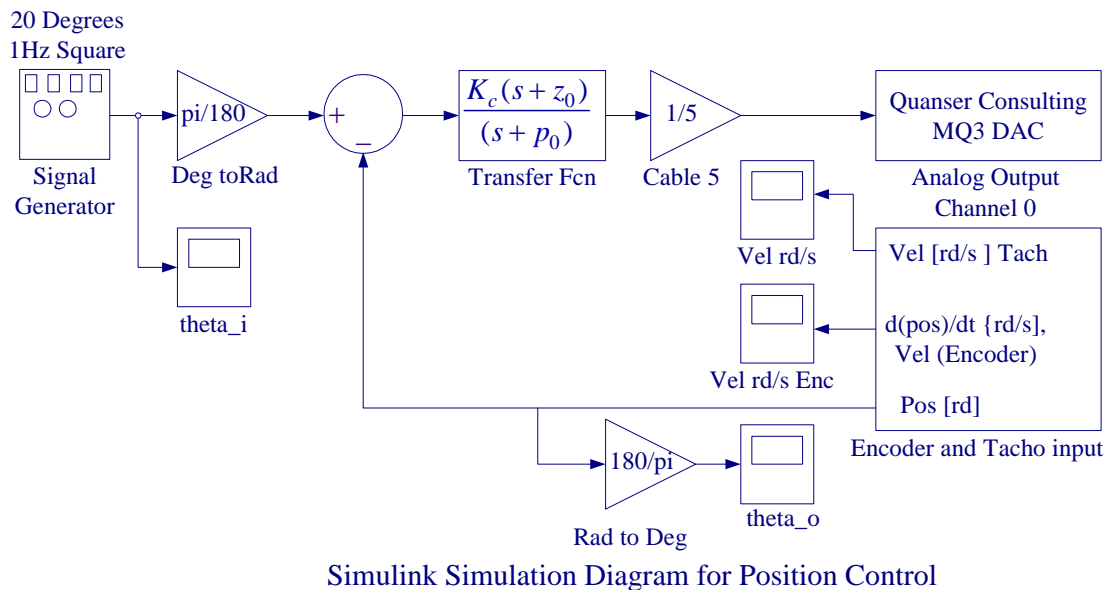 20 Degrees
1Hz Square
Signal
Generator
pi/180
Deg toRad
theta_i
+
−
K_c(s + z_0)
(s + p_0)
Transfer Fcn
1/5
Cable 5
Quanser Consulting
MQ3 DAC
Analog Output
Channel 0
Vel rd/s
Vel [rd/s ] Tach
d(pos)/dt {rd/s],
Vel (Encoder)
Vel rd/s Enc
Pos [rd]
Encoder and Tacho input
180/pi
Rad to Deg
theta_o
Simulink Simulation Diagram for Position Control